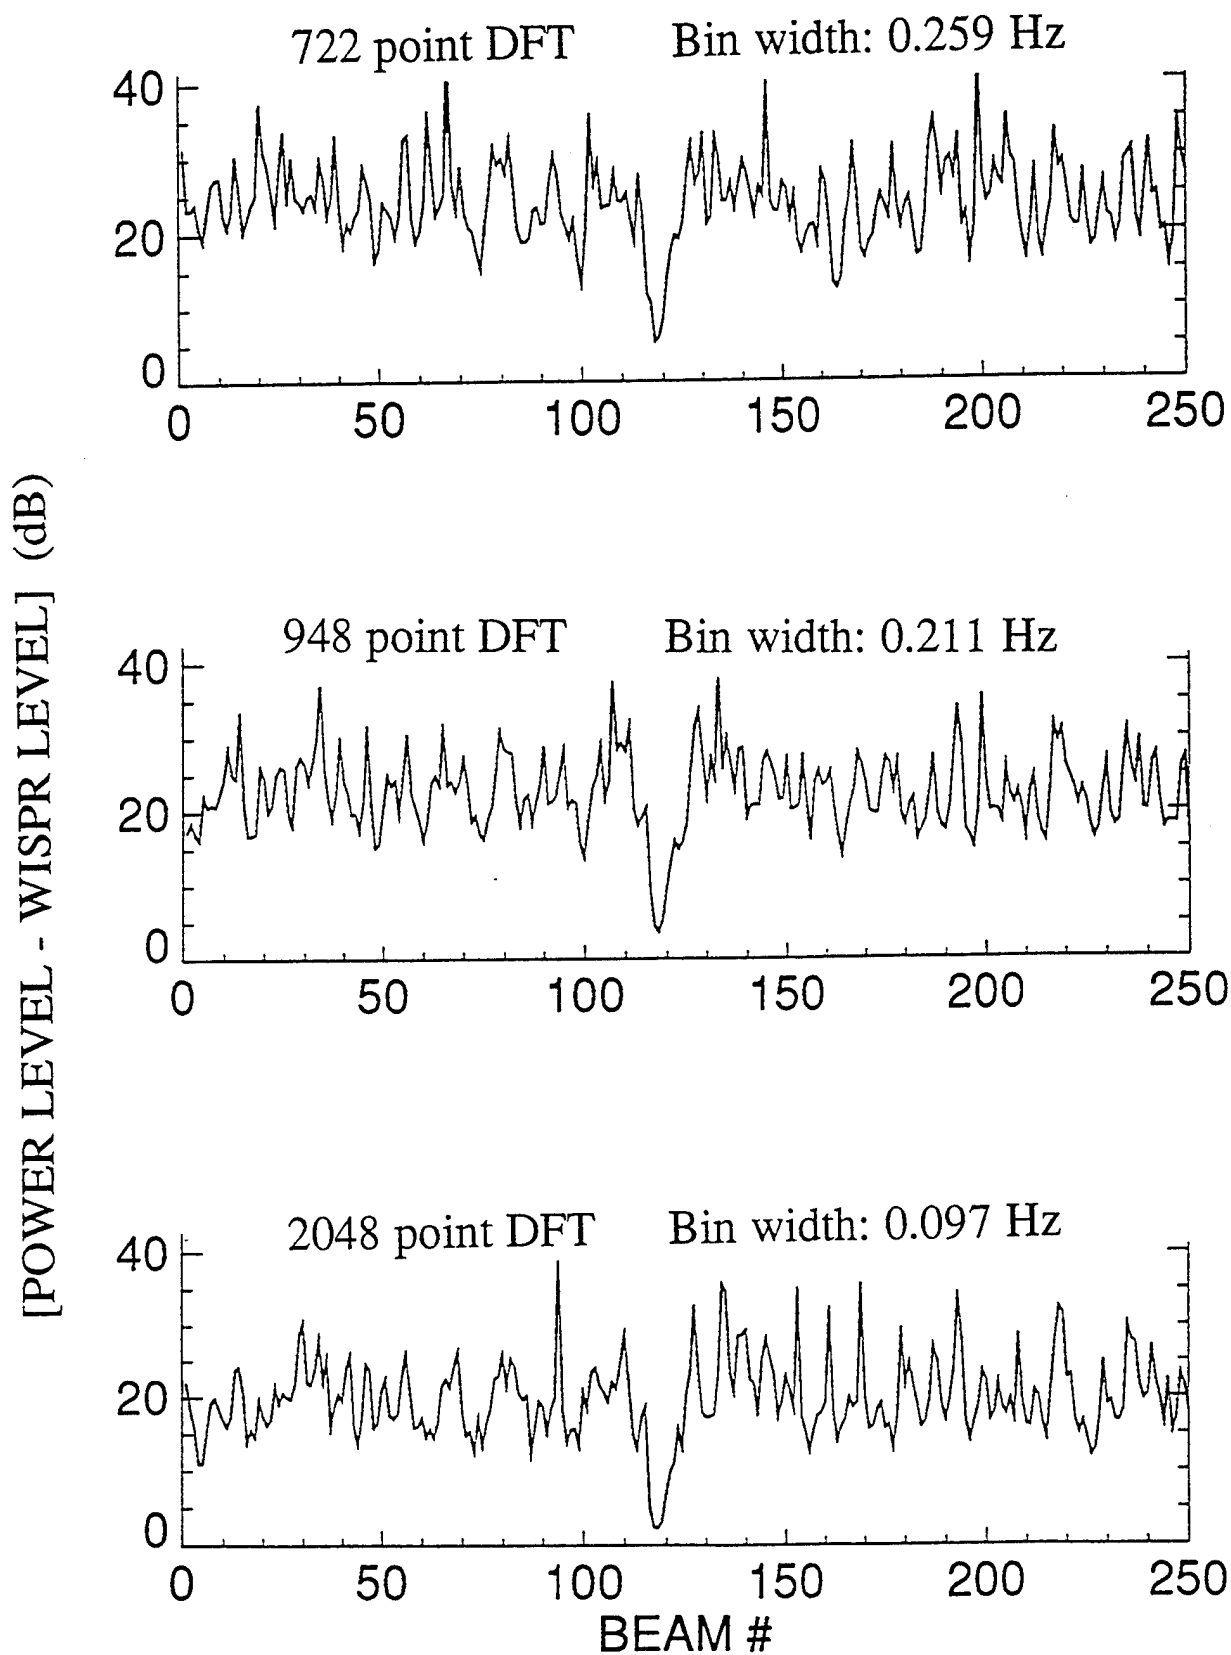 722 point DFT Bin width: 0.259 Hz
40
20
0
0 50 100 150 200 250
[POWER LEVEL - WISPR LEVEL] (dB)
948 point DFT Bin width: 0.211 Hz
40
20
0
0 50 100 150 200 250
2048 point DFT Bin width: 0.097 Hz
40
20
0
0 50 100 150 200 250
BEAM #